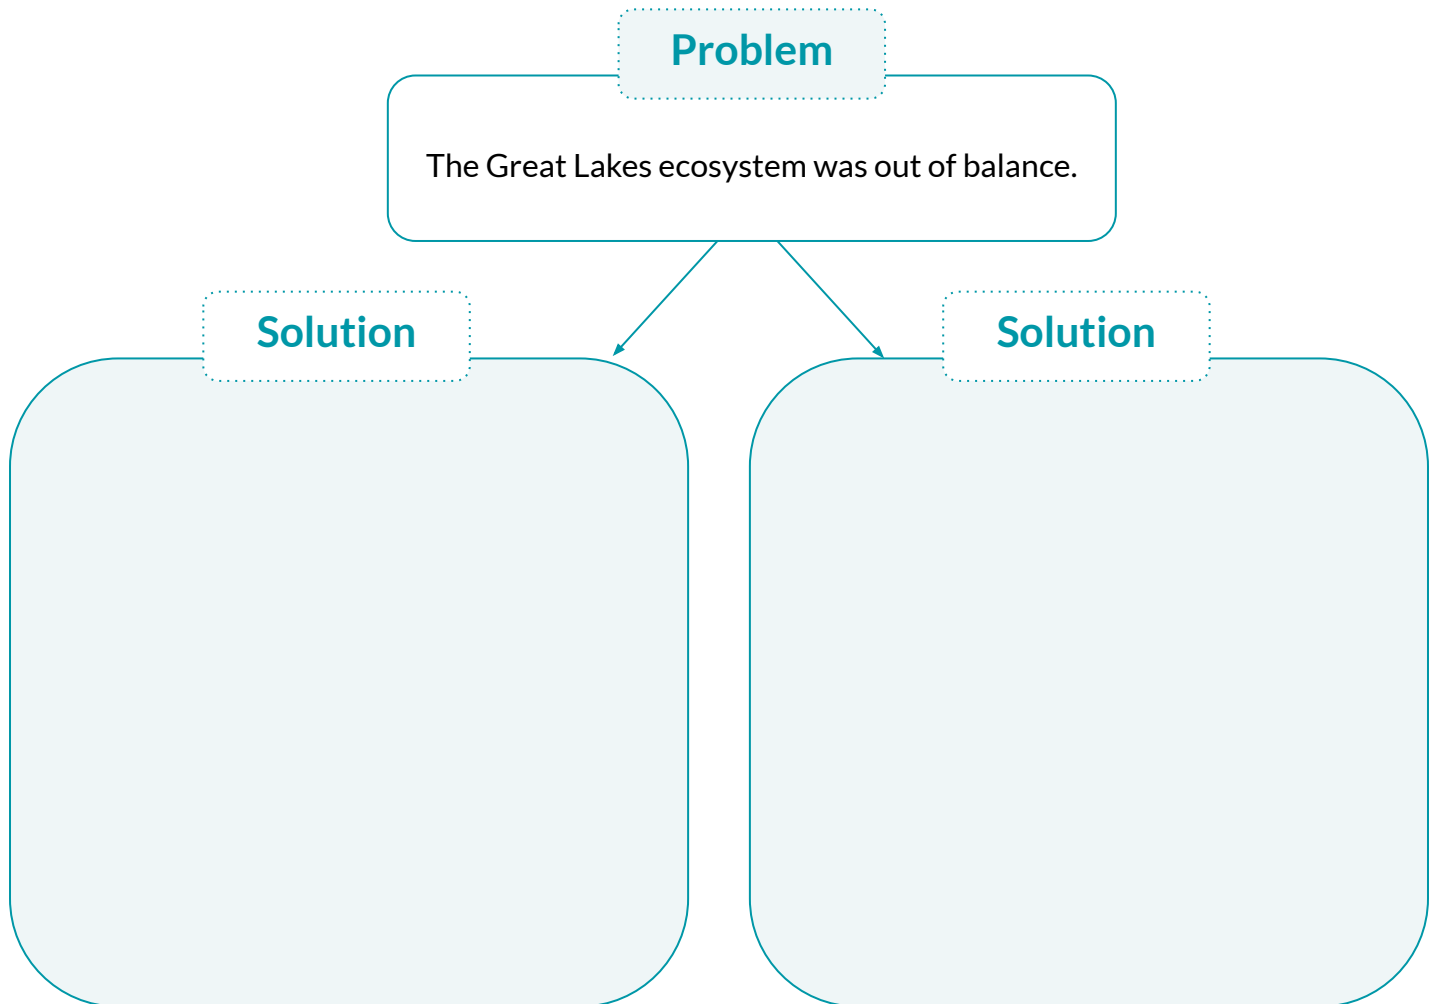 Problem
The Great Lakes ecosystem was out of balance.
Solution
Solution